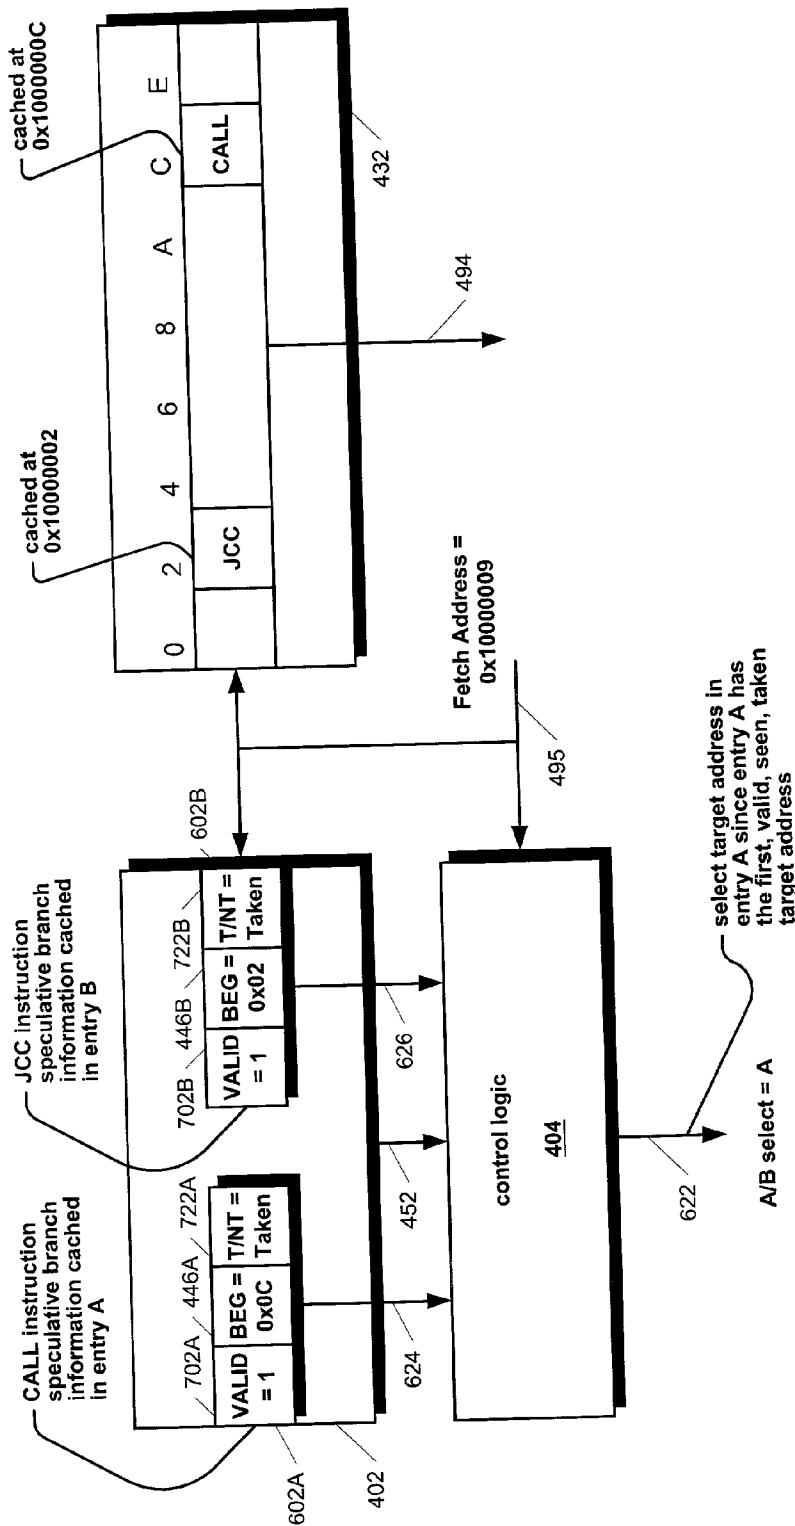 CALL instruction
speculative branch
information cached
in entry A
JCC instruction
speculative branch
information cached
in entry B
cached at
0x10000002
cached at
0x1000000C
702A
446A
722A
702B
446B
722B
602B
VALID
= 1
BEG =
0x0C
T/NT =
Taken
VALID
= 1
BEG =
0x02
T/NT =
Taken
602A
402
0 2 4 6 8 A C E
JCC
CALL
432
494
624
452
626
Fetch Address =
0x10000009
495
control logic
404
622
A/B select = A
select target address in
entry A since entry A has
the first, valid, seen, taken
target address